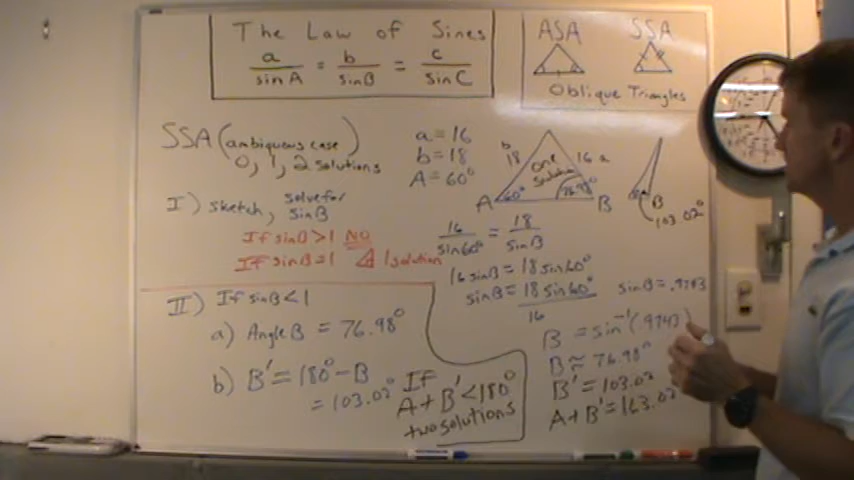 The Law of Sines
a/sinA = b/sinB = c/sinC
ASA SSA
Oblique Triangles
SSA (ambiguous case)
0, 1, 2 solutions
I) sketch, solve for sinB
If sinB > 1 NO
If sinB = 1 1 solution
II) If sinB < 1
a) Angle B = 76.98°
b) B' = 180° - B
= 103.02°
If
A + B' < 180°
two solutions
a = 16
b = 18
A = 60°
b
18
one
16 a
A 60° 76.98° B
B
103.02°
16/sin60° = 18/sinB
16 sinB = 18 sin60°
sinB = 18 sin60°/16
sinB = .9743
B = sin⁻¹(.9743)
B ≈ 76.98°
B' = 103.02
A + B' = 163.02